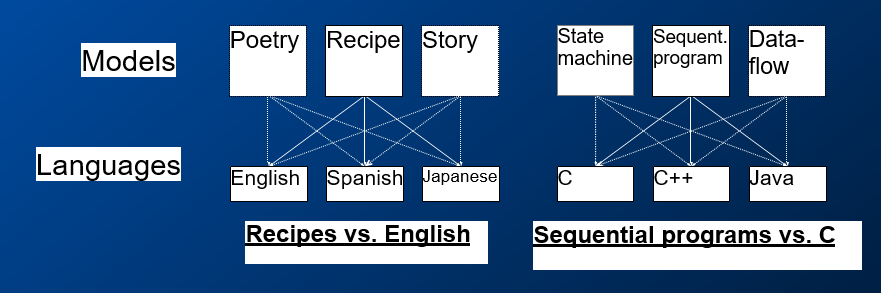 Models
Poetry
Recipe
Story
State
machine
Sequent.
program
Data-
flow
Languages
English
Spanish
Japanese
C
C++
Java
Recipes vs. English
Sequential programs vs. C